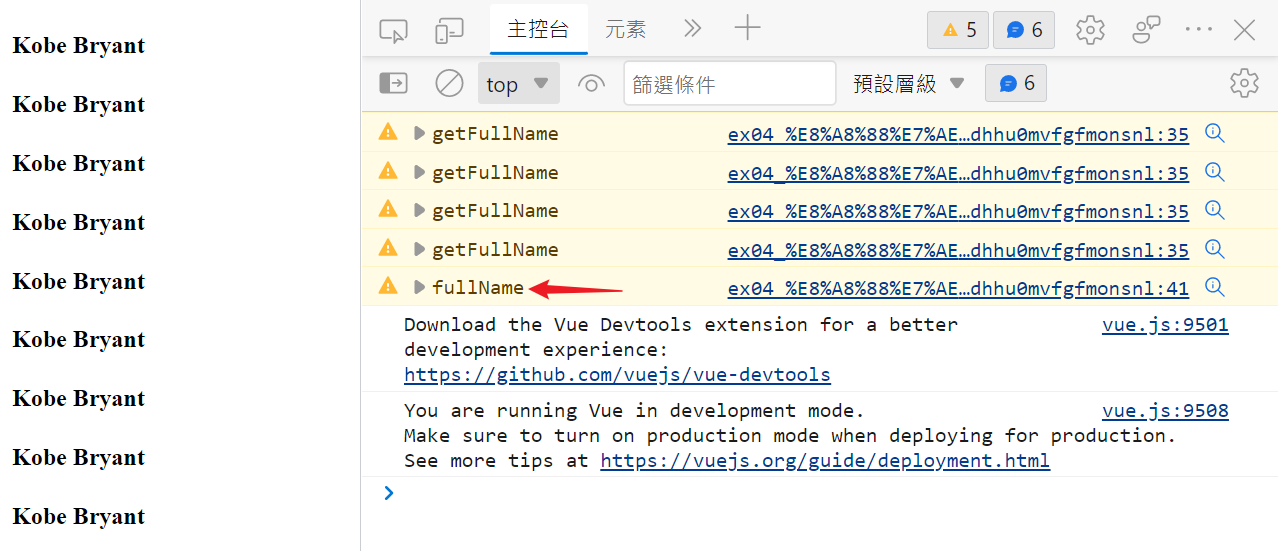 Kobe Bryant
Kobe Bryant
Kobe Bryant
Kobe Bryant
Kobe Bryant
Kobe Bryant
Kobe Bryant
Kobe Bryant
Kobe Bryant
主控台 元素 5 6
top 篩選條件 預設層級 6
getFullName ex04_%E8%A8%88%E7%AE…dhhu0mvfgfmonsnl:35
getFullName ex04_%E8%A8%88%E7%AE…dhhu0mvfgfmonsnl:35
getFullName ex04_%E8%A8%88%E7%AE…dhhu0mvfgfmonsnl:35
getFullName ex04_%E8%A8%88%E7%AE…dhhu0mvfgfmonsnl:35
fullName ex04_%E8%A8%88%E7%AE…dhhu0mvfgfmonsnl:41
Download the Vue Devtools extension for a better vue.js:9501
development experience:
https://github.com/vuejs/vue-devtools
You are running Vue in development mode. vue.js:9508
Make sure to turn on production mode when deploying for production.
See more tips at https://vuejs.org/guide/deployment.html